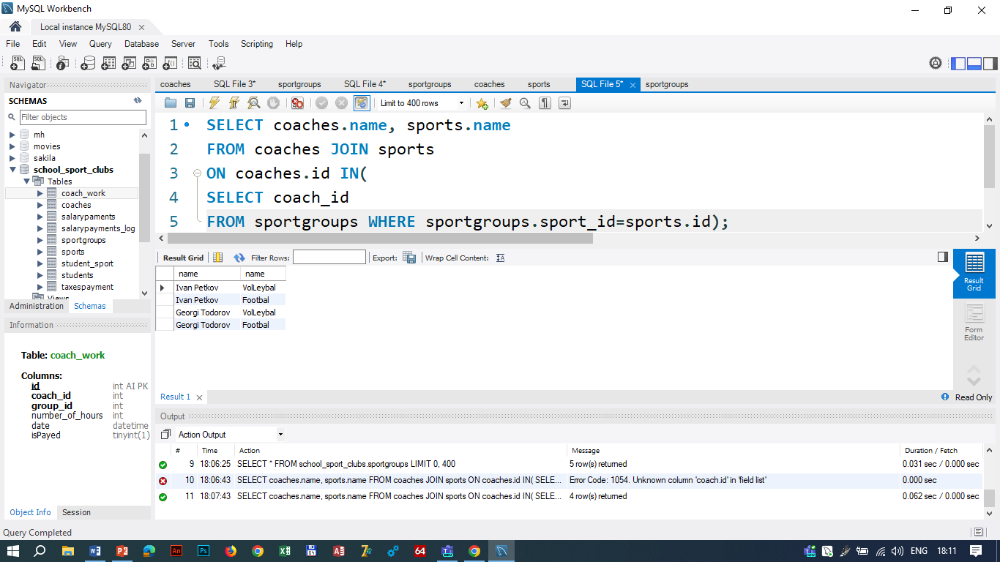 MySQL Workbench
Local instance MySQL80
File Edit View Query Database Server Tools Scripting Help
Navigator
SCHEMAS
Filter objects
mh
movies
sakila
school_sport_clubs
Tables
coach_work
coaches
salarypaments
salarypayments_log
sportgroups
sports
student_sport
students
taxespayment
Views
Administration Schemas
Information
Table: coach_work
Columns:
id int AI PK
coach_id int
group_id int
number_of_hours int
date datetime
isPayed tinyint(1)
Object Info Session
coaches SQL File 3* sportgroups SQL File 4* sportgroups coaches sports SQL File 5* sportgroups
Limit to 400 rows
1 SELECT coaches.name, sports.name
2 FROM coaches JOIN sports
3 ON coaches.id IN(
4 SELECT coach_id
5 FROM sportgroups WHERE sportgroups.sport_id=sports.id);
Result Grid Filter Rows: Export: Wrap Cell Content: IA
name name
Ivan Petkov VolLeybal
Ivan Petkov Footbal
Georgi Todorov VolLeybal
Georgi Todorov Footbal
Result Grid
Form Editor
Result 1
Read Only
Output
Action Output
# Time Action Message Duration / Fetch
9 18:06:25 SELECT * FROM school_sport_clubs.sportgroups LIMIT 0, 400 5 row(s) returned 0.031 sec / 0.000 sec
10 18:06:43 SELECT coaches.name, sports.name FROM coaches JOIN sports ON coaches.id IN( SELE... Error Code: 1054. Unknown column 'coach.id' in 'field list' 0.000 sec
11 18:07:43 SELECT coaches.name, sports.name FROM coaches JOIN sports ON coaches.id IN( SELE... 4 row(s) returned 0.062 sec / 0.000 sec
Query Completed
ENG 18:11